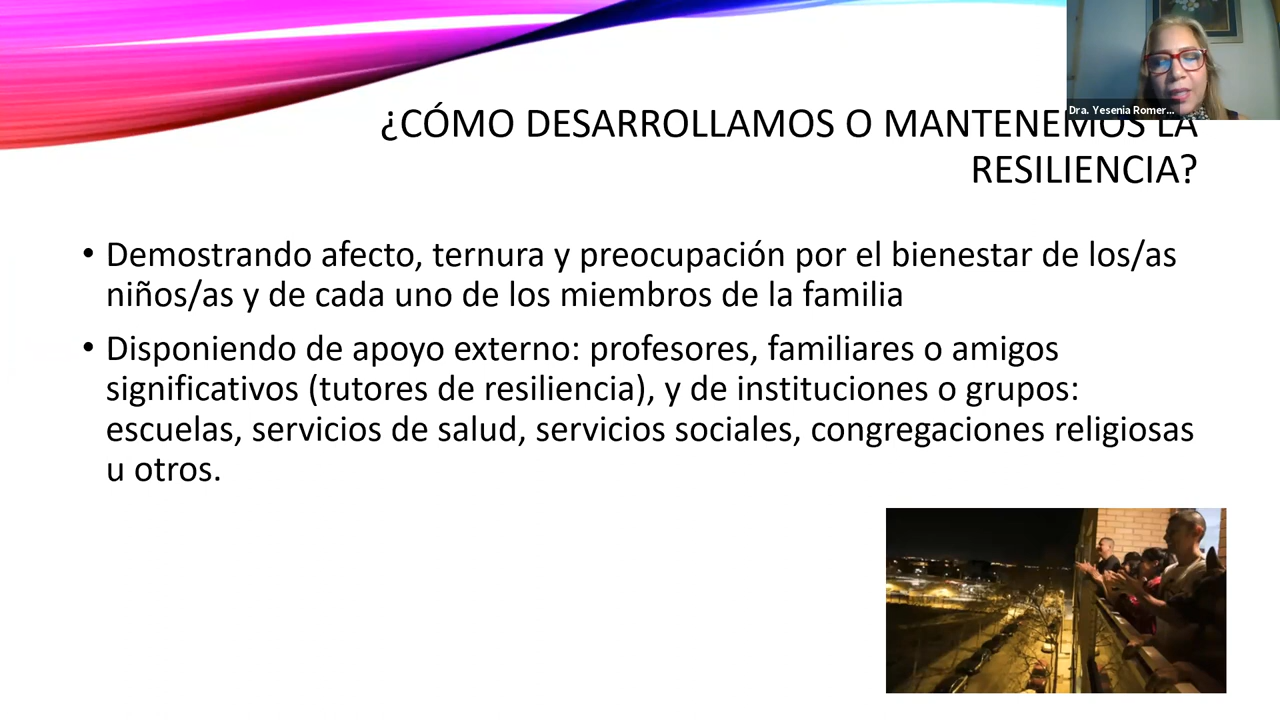 Dra. Yesenia Romer...
¿CÓMO DESARROLLAMOS O MANTENEMOS LA
RESILIENCIA?
• Demostrando afecto, ternura y preocupación por el bienestar de los/as
niños/as y de cada uno de los miembros de la familia
• Disponiendo de apoyo externo: profesores, familiares o amigos
significativos (tutores de resiliencia), y de instituciones o grupos:
escuelas, servicios de salud, servicios sociales, congregaciones religiosas
u otros.